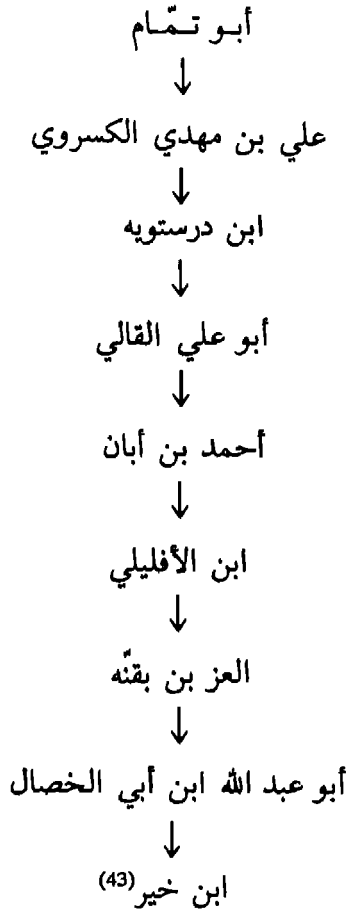 أبو تمّام
↓
علي بن مهدي الكسروي
↓
ابن درستويه
↓
أبو علي القالي
↓
أحمد بن أبان
↓
ابن الأفليلي
↓
العز بن بقنّه
↓
أبو عبد الله ابن أبي الخصال
↓
ابن خير(43)